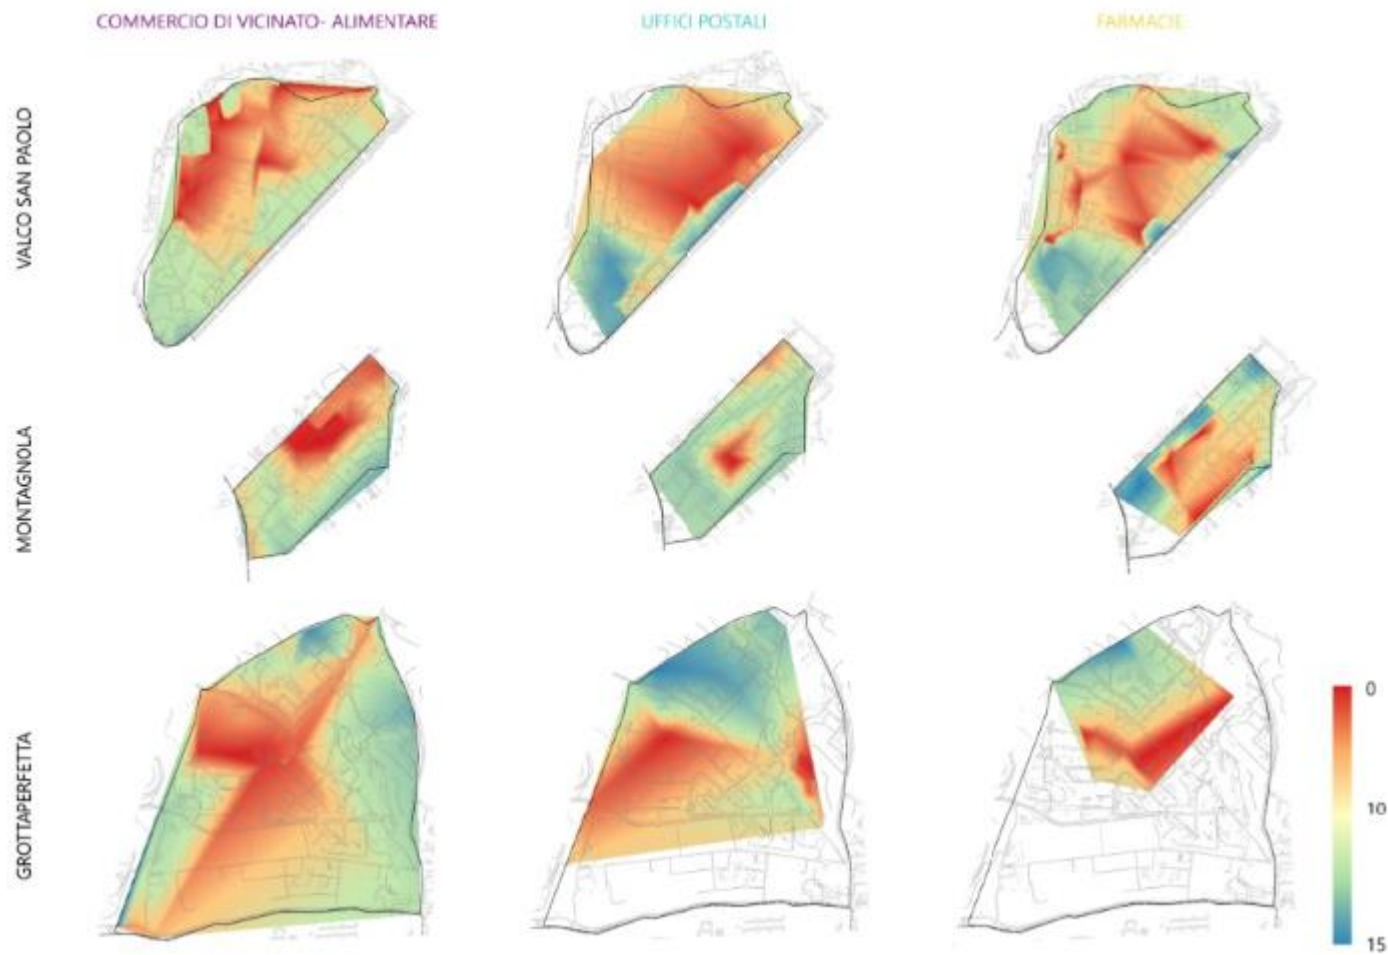 COMMERCIO DI VICINATO- ALIMENTARE
UFFICI POSTALI
FARMACIE
VALCO SAN PAOLO
MONTAGNOLA
GROTTAPERFETTA
0
10
15